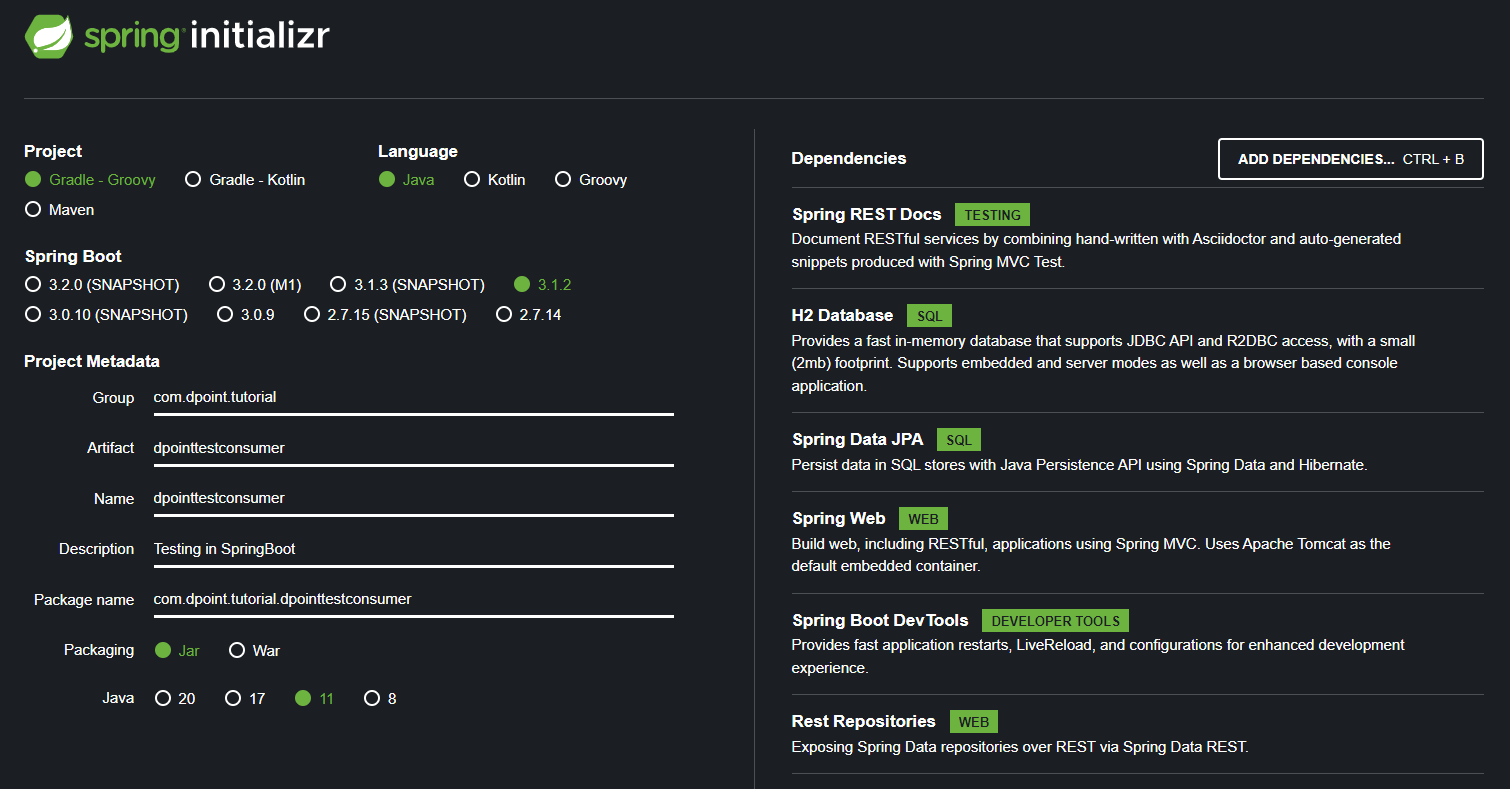 spring initializr
Project
Gradle - Groovy Gradle - Kotlin
Maven
Language
Java Kotlin Groovy
Spring Boot
3.2.0 (SNAPSHOT) 3.2.0 (M1) 3.1.3 (SNAPSHOT) 3.1.2
3.0.10 (SNAPSHOT) 3.0.9 2.7.15 (SNAPSHOT) 2.7.14
Project Metadata
Group com.dpoint.tutorial
Artifact dpointtestconsumer
Name dpointtestconsumer
Description Testing in SpringBoot
Package name com.dpoint.tutorial.dpointtestconsumer
Packaging Jar War
Java 20 17 11 8
Dependencies ADD DEPENDENCIES... CTRL + B
Spring REST Docs TESTING
Document RESTful services by combining hand-written with Asciidoctor and auto-generated
snippets produced with Spring MVC Test.
H2 Database SQL
Provides a fast in-memory database that supports JDBC API and R2DBC access, with a small
(2mb) footprint. Supports embedded and server modes as well as a browser based console
application.
Spring Data JPA SQL
Persist data in SQL stores with Java Persistence API using Spring Data and Hibernate.
Spring Web WEB
Build web, including RESTful, applications using Spring MVC. Uses Apache Tomcat as the
default embedded container.
Spring Boot DevTools DEVELOPER TOOLS
Provides fast application restarts, LiveReload, and configurations for enhanced development
experience.
Rest Repositories WEB
Exposing Spring Data repositories over REST via Spring Data REST.